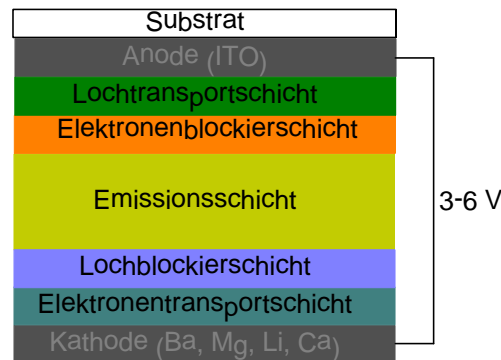 Substrat
Anode (ITO)
Lochtransportschicht
Elektronenblockierschicht
Emissionsschicht
3-6 V
Lochblockierschicht
Elektronentransportschicht
Kathode (Ba, Mg, Li, Ca)